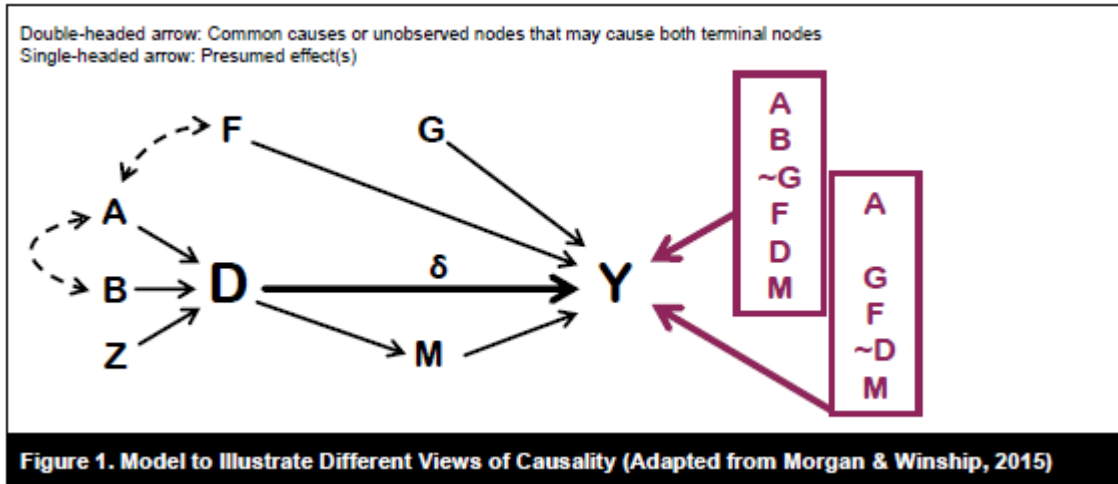 Double-headed arrow: Common causes or unobserved nodes that may cause both terminal nodes
Single-headed arrow: Presumed effect(s)
F
G
A
B
D
δ
Y
Z
M
A
B
~G
F
D
M
A
G
F
~D
M
Figure 1. Model to Illustrate Different Views of Causality (Adapted from Morgan & Winship, 2015)